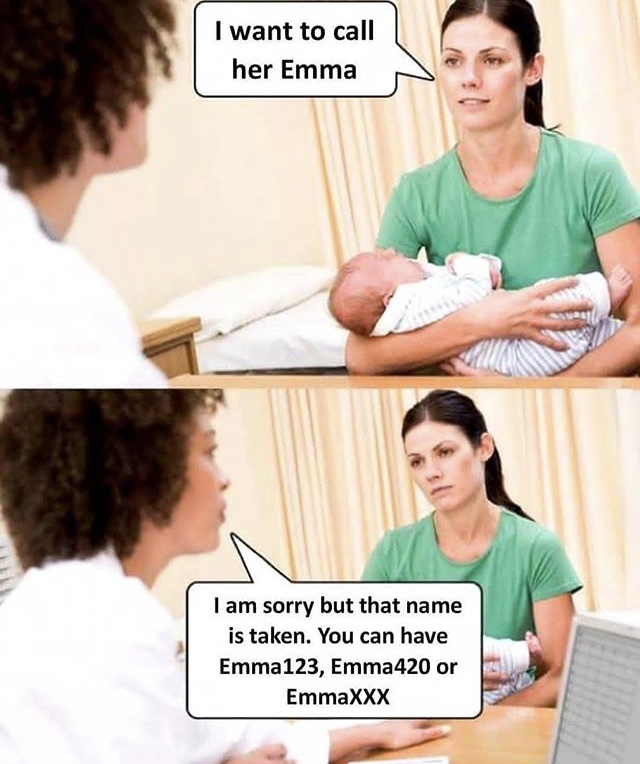 I want to call
her Emma
I am sorry but that name
is taken. You can have
Emma123, Emma420 or
EmmaXXX